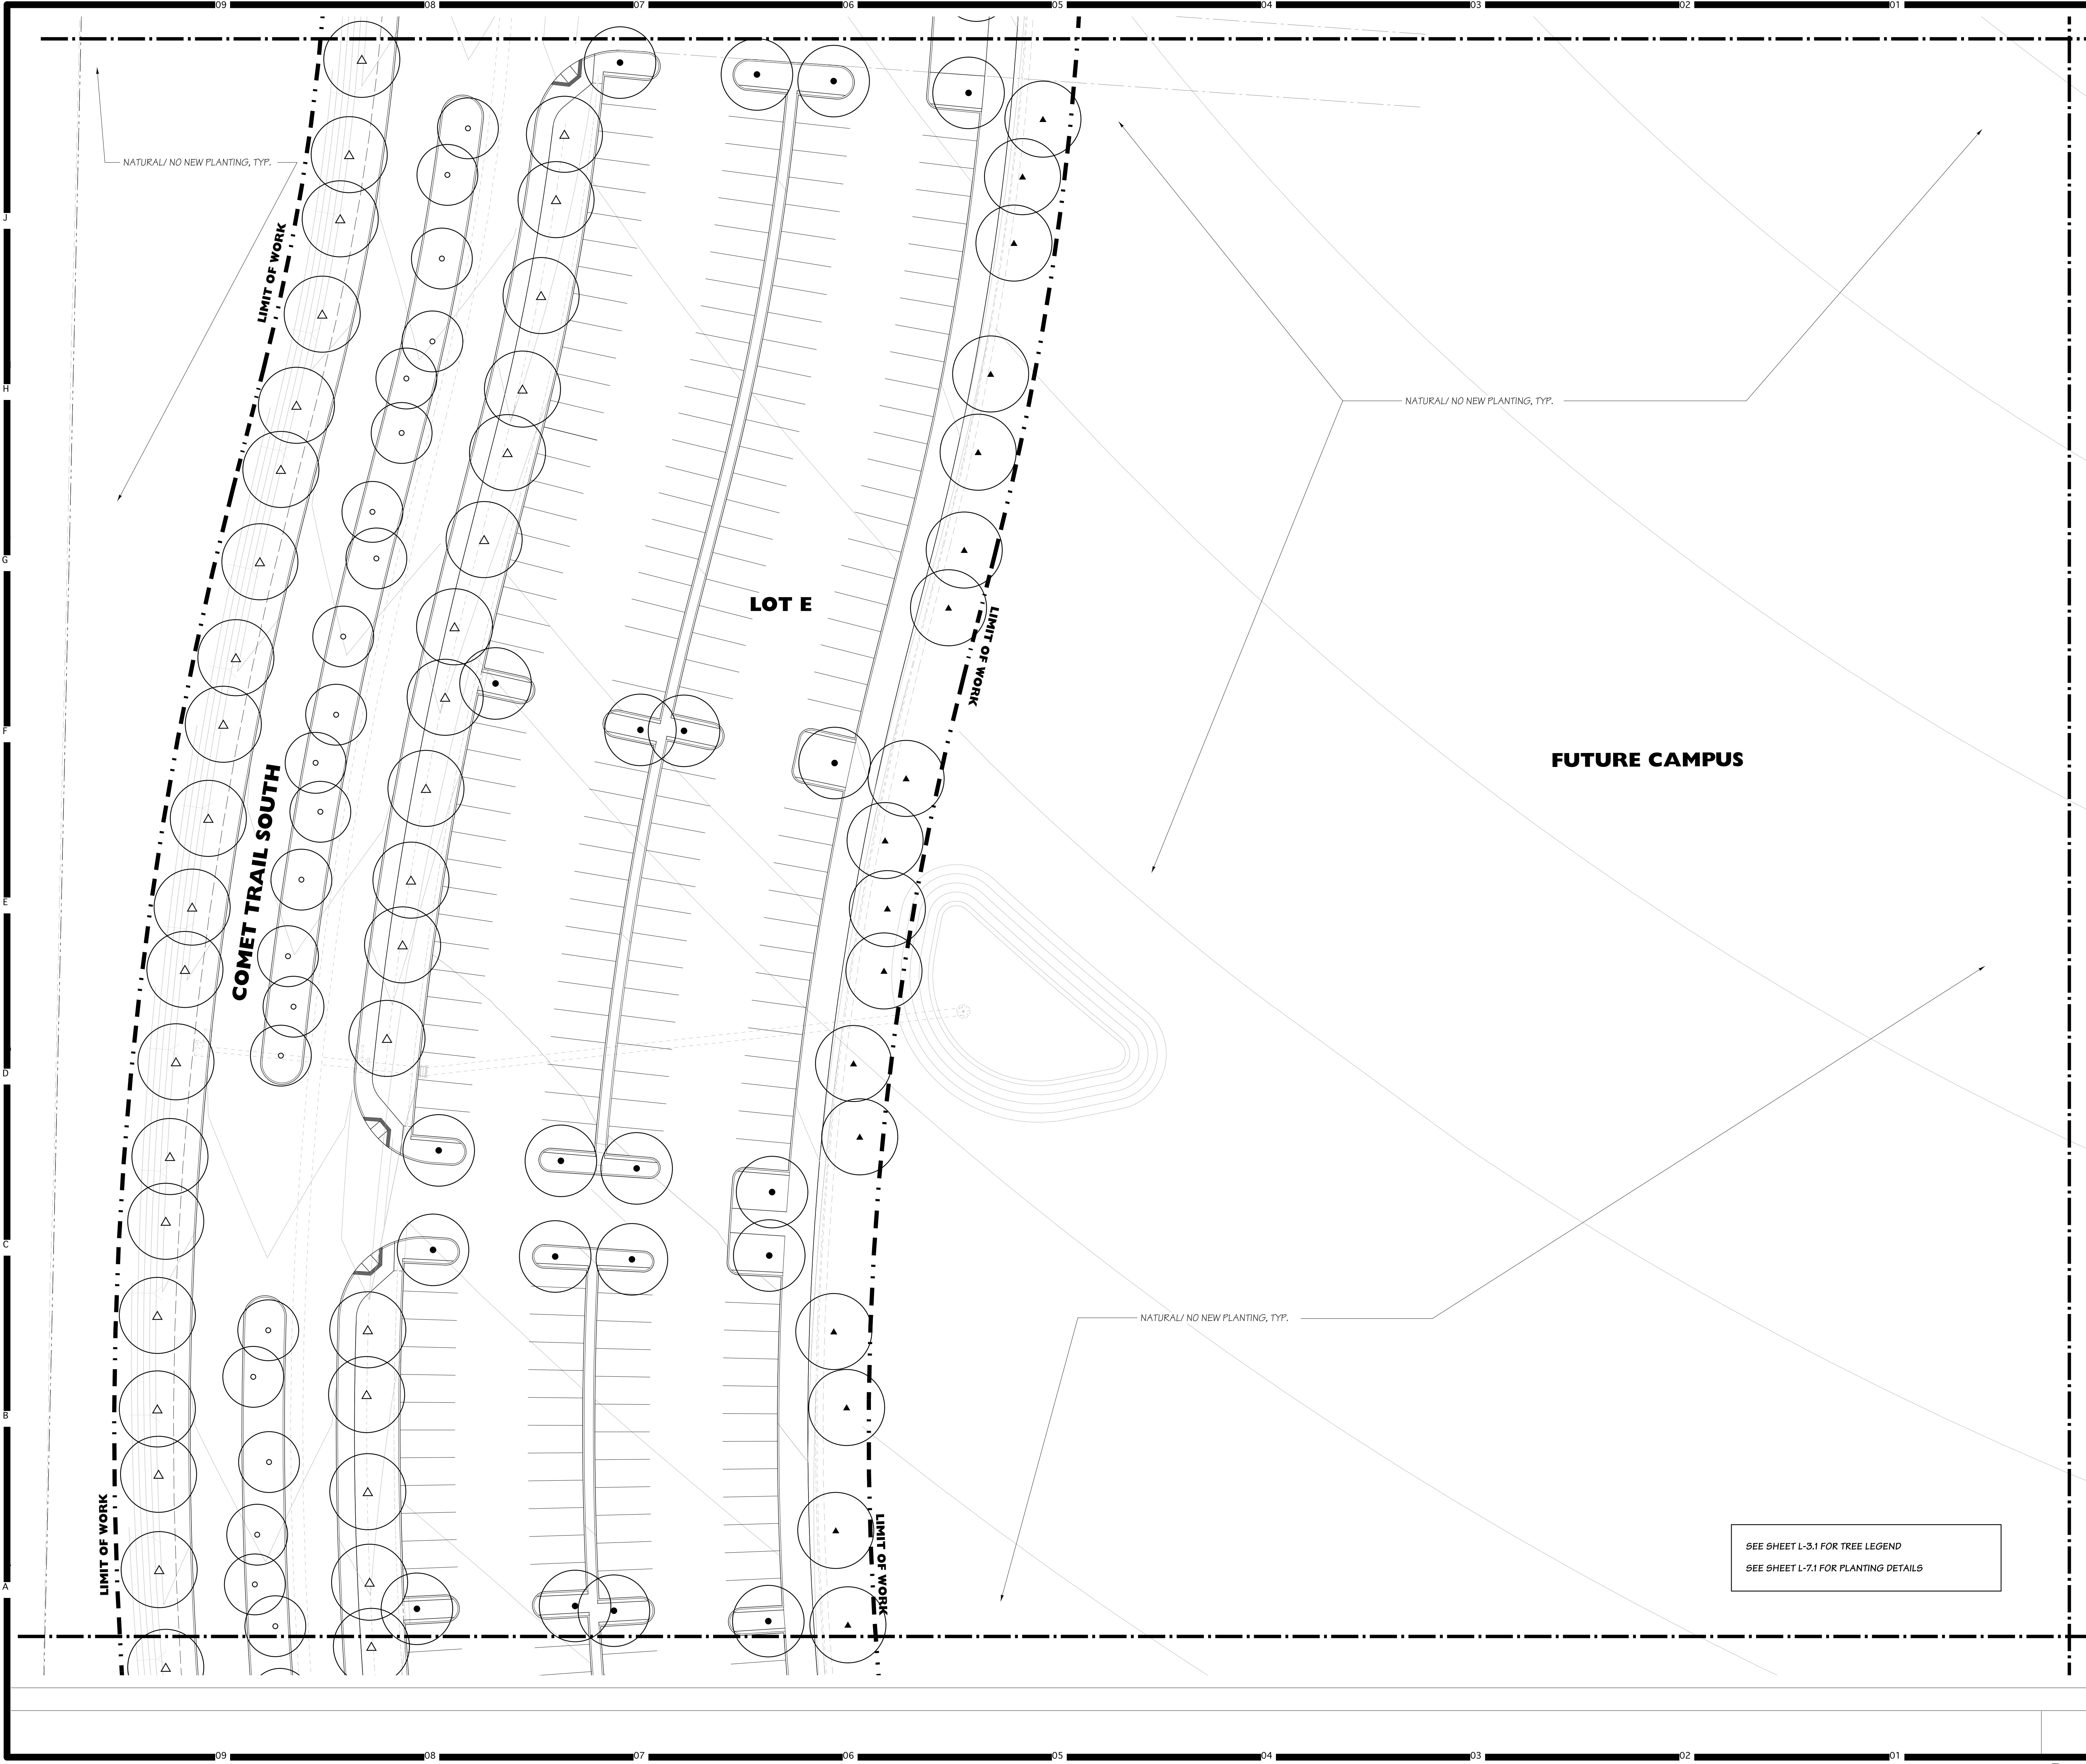 09 08 07 06 05 04 03 02 01
NATURAL/ NO NEW PLANTING, TYP.
J
LIMIT OF WORK
H
NATURAL/ NO NEW PLANTING, TYP.
G
LOT E
LIMIT OF WORK
F
FUTURE CAMPUS
COMET TRAIL SOUTH
E
D
C
NATURAL/ NO NEW PLANTING, TYP.
B
LIMIT OF WORK
LIMIT OF WORK
SEE SHEET L-3.1 FOR TREE LEGEND
SEE SHEET L-7.1 FOR PLANTING DETAILS
A
09 08 07 06 05 04 03 02 01